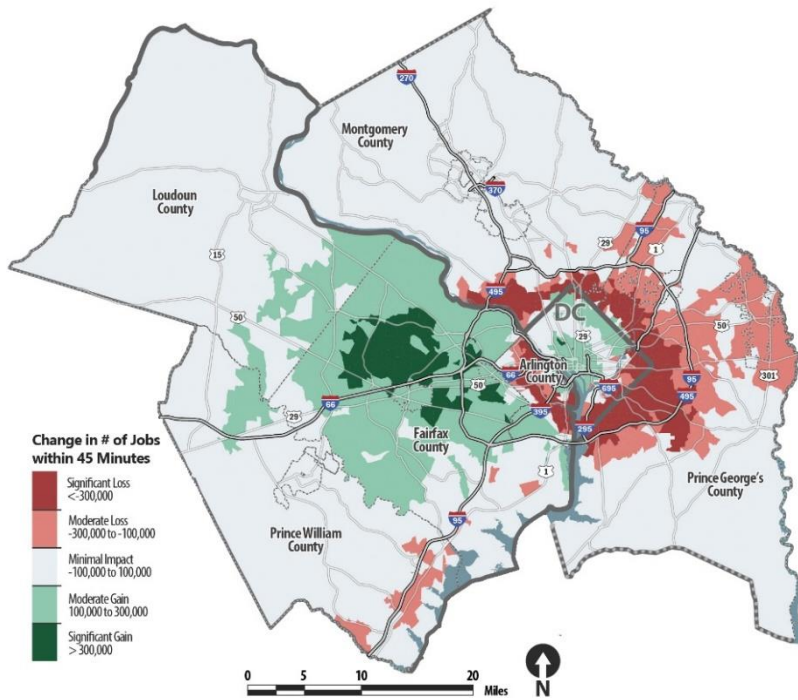 270
Montgomery
County
370
Loudoun
County
95
29
1
15
495
50
DC
50
29
Arlington
County
301
66
50
695
95
495
29
66
395
295
Fairfax
County
1
Prince George's
County
Prince William
County
95
Change in # of Jobs
within 45 Minutes
Significant Loss
<-300,000
Moderate Loss
-300,000 to -100,000
Minimal Impact
-100,000 to 100,000
Moderate Gain
100,000 to 300,000
Significant Gain
> 300,000
0 5 10 20
Miles
N